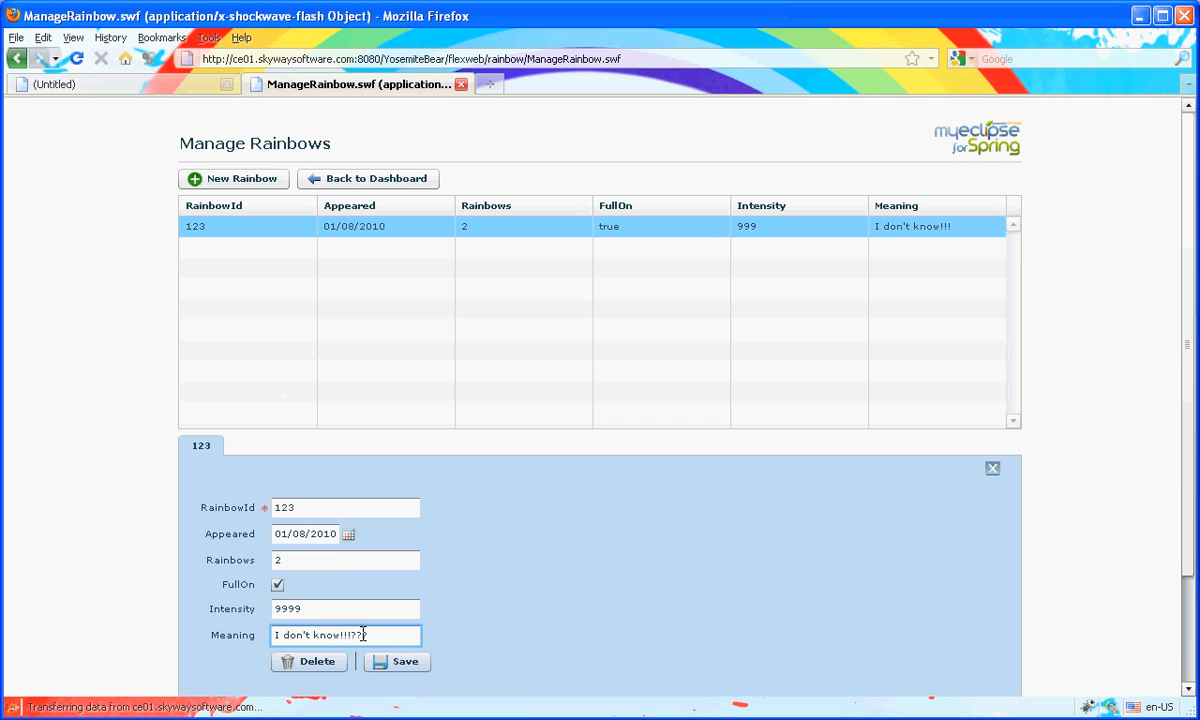 ManageRainbow.swf (application/x-shockwave-flash Object) - Mozilla Firefox
File Edit View History Bookmarks Tools Help
http://ce01.skywaysoftware.com:8080/YosemiteBear/flexweb/rainbow/ManageRainbow.swf Google
(Untitled) ManageRainbow.swf (application...
Manage Rainbows myeclipse for Spring
New Rainbow Back to Dashboard
RainbowId Appeared Rainbows FullOn Intensity Meaning
123 01/08/2010 2 true 999 I don't know!!!
123
RainbowId * 123
Appeared 01/08/2010
Rainbows 2
FullOn
Intensity 9999
Meaning I don't know!!!???
Delete Save
Transferring data from ce01.skywaysoftware.com... en-US